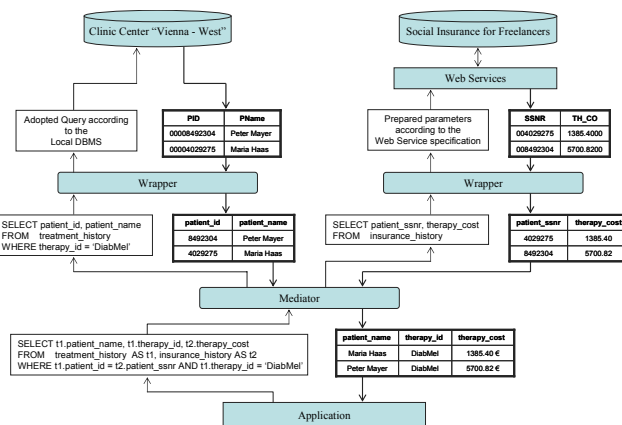 Clinic Center “Vienna - West”
Social Insurance for Freelancers
Web Services
Adopted Query according
to the
Local DBMS
PID PName
00008492304 Peter Mayer
00004029275 Maria Haas
Prepared parameters
according to the
Web Service specification
SSNR TH_CO
004029275 1385.4000
008492304 5700.8200
Wrapper
Wrapper
SELECT patient_id, patient_name
FROM treatment_history
WHERE therapy_id = ‘DiabMel’
patient_id patient_name
8492304 Peter Mayer
4029275 Maria Haas
SELECT patient_ssnr, therapy_cost
FROM insurance_history
patient_ssnr therapy_cost
4029275 1385.40
8492304 5700.82
Mediator
SELECT t1.patient_name, t1.therapy_id, t2.therapy_cost
FROM treatment_history AS t1, insurance_history AS t2
WHERE t1.patient_id = t2.patient_ssnr AND t1.therapy_id = ‘DiabMel’
patient_name therapy_id therapy_cost
Maria Haas DiabMel 1385.40 €
Peter Mayer DiabMel 5700.82 €
Application